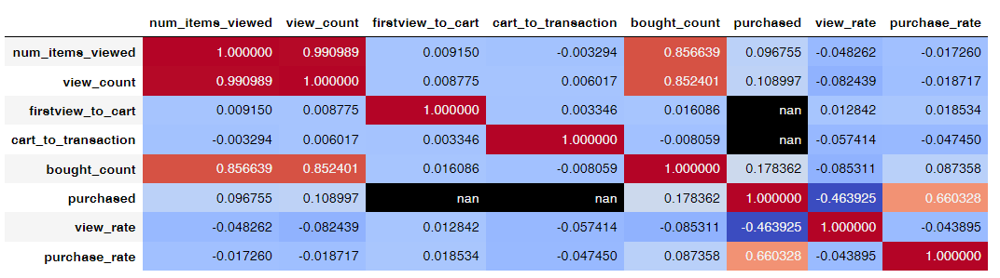 num_items_viewed view_count firstview_to_cart cart_to_transaction bought_count purchased view_rate purchase_rate
num_items_viewed 1.000000 0.990989 0.009150 -0.003294 0.856639 0.096755 -0.048262 -0.017260
view_count 0.990989 1.000000 0.008775 0.006017 0.852401 0.108997 -0.082439 -0.018717
firstview_to_cart 0.009150 0.008775 1.000000 0.003346 0.016086 nan 0.012842 0.018534
cart_to_transaction -0.003294 0.006017 0.003346 1.000000 -0.008059 nan -0.057414 -0.047450
bought_count 0.856639 0.852401 0.016086 -0.008059 1.000000 0.178362 -0.085311 0.087358
purchased 0.096755 0.108997 nan nan 0.178362 1.000000 -0.463925 0.660328
view_rate -0.048262 -0.082439 0.012842 -0.057414 -0.085311 -0.463925 1.000000 -0.043895
purchase_rate -0.017260 -0.018717 0.018534 -0.047450 0.087358 0.660328 -0.043895 1.000000